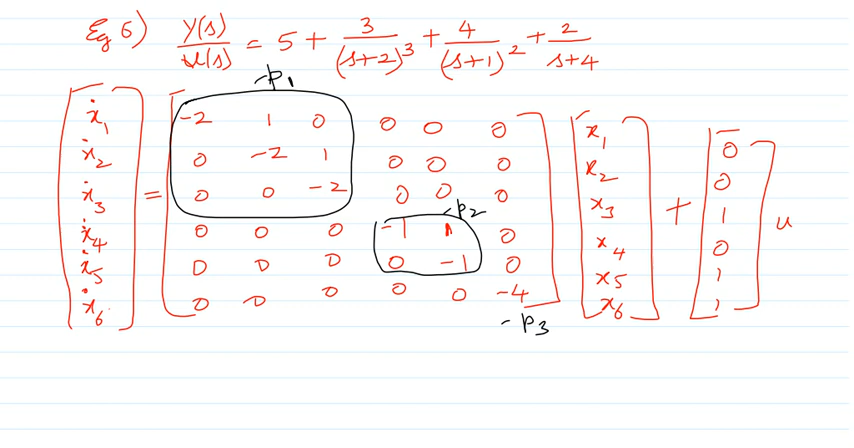 Eg 6) Y(s)/U(s) = 5 + 3/(s+2)^3 + 4/(s+1)^2 + 2/s+4
-p1
ẋ1 -2 1 0 0 0 0 x1 0
ẋ2 0 -2 1 0 0 0 x2 0
ẋ3 = 0 0 -2 0 0 0 x3 + 1 u
-p2
ẋ4 0 0 0 -1 1 0 x4 0
ẋ5 0 0 0 0 -1 0 x5 1
ẋ6 0 0 0 0 0 -4 x6 1
-p3